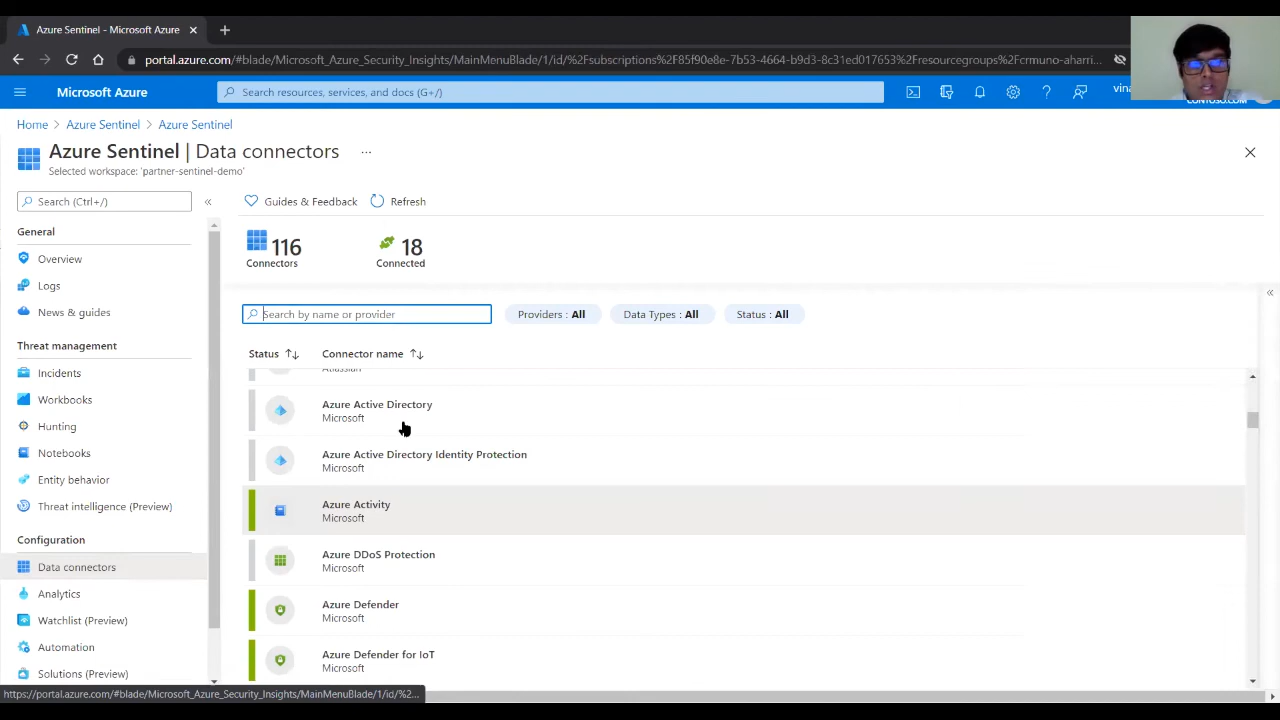 Azure Sentinel - Microsoft Azure
portal.azure.com/#blade/Microsoft_Azure_Security_Insights/MainMenuBlade/1/id/%2Fsubscriptions%2F85f90e8e-7b53-4664-b9d3-8c31ed017653%2Fresourcegroups%2Fcrmuno-aharri...
Microsoft Azure
Search resources, services, and docs (G+/)
vina
CONTOSO.COM
Home > Azure Sentinel > Azure Sentinel
Azure Sentinel | Data connectors ...
Selected workspace: 'partner-sentinel-demo'
Search (Ctrl+/)
«
Guides & Feedback
Refresh
General
Overview
Logs
News & guides
Threat management
Incidents
Workbooks
Hunting
Notebooks
Entity behavior
Threat intelligence (Preview)
Configuration
Data connectors
Analytics
Watchlist (Preview)
Automation
Solutions (Preview)
116
Connectors
18
Connected
«
Search by name or provider
Providers : All
Data Types : All
Status : All
Status
Connector name
Atlassian
Azure Active Directory
Microsoft
Azure Active Directory Identity Protection
Microsoft
Azure Activity
Microsoft
Azure DDoS Protection
Microsoft
Azure Defender
Microsoft
Azure Defender for IoT
Microsoft
https://portal.azure.com/#blade/Microsoft_Azure_Security_Insights/MainMenuBlade/1/id/%2...